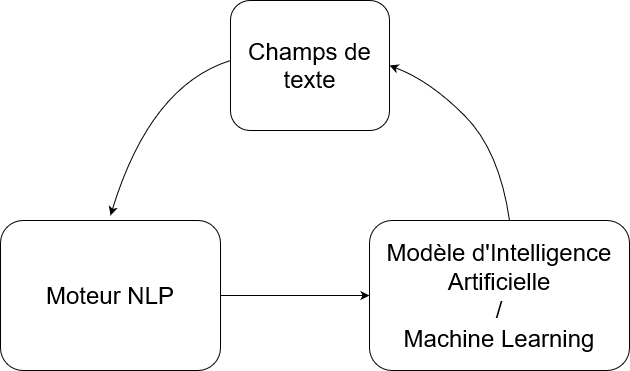 Champs de
texte
Moteur NLP
Modèle d'Intelligence
Artificielle
/
Machine Learning